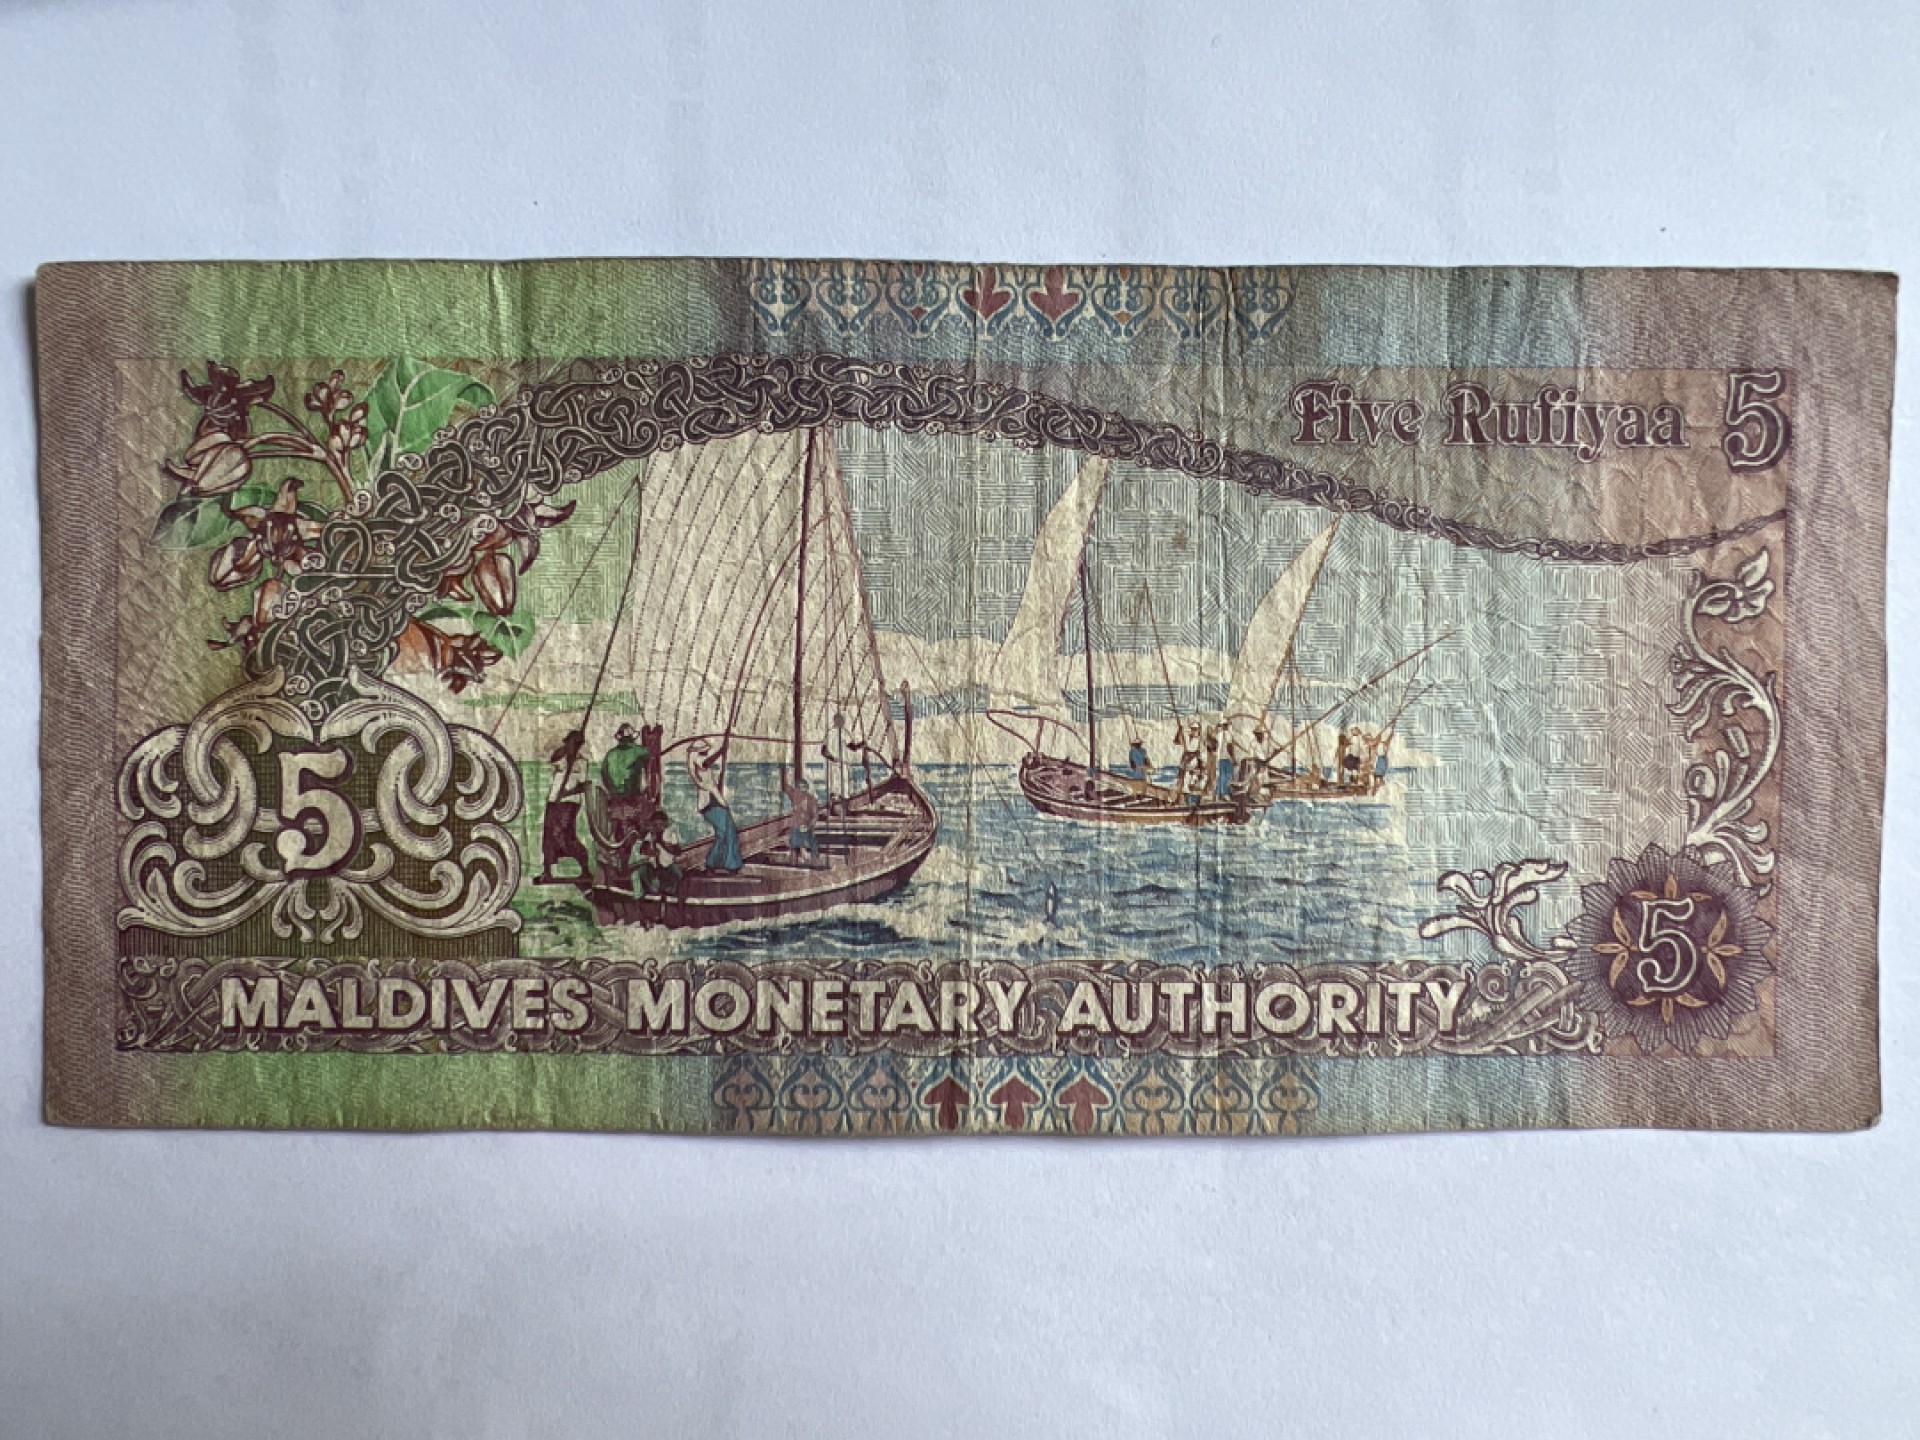 Five Rufiyaa 5
5
5
MALDIVES MONETARY AUTHORITY